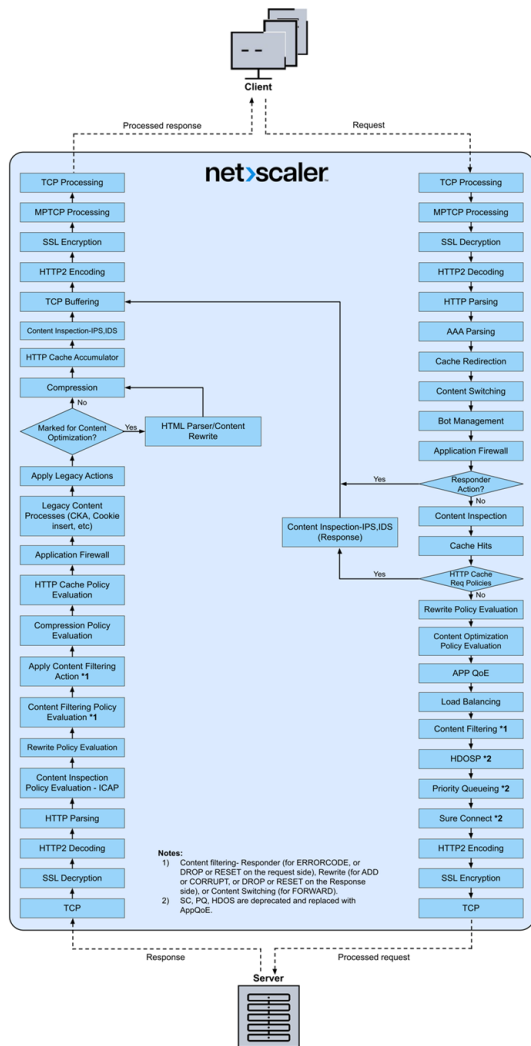 Client
Processed response
Request
net>scaler.
TCP Processing
MPTCP Processing
SSL Encryption
HTTP2 Encoding
TCP Buffering
Content Inspection-IPS,IDS
HTTP Cache Accumulator
Compression
No
Marked for Content
Optimization?
Yes
HTML Parser/Content
Rewrite
Apply Legacy Actions
Legacy Content
Processes (CKA, Cookie
insert, etc)
Application Firewall
HTTP Cache Policy
Evaluation
Compression Policy
Evaluation
Apply Content Filtering
Action *1
Content Filtering Policy
Evaluation *1
Rewrite Policy Evaluation
Content Inspection
Policy Evaluation - ICAP
HTTP Parsing
HTTP2 Decoding
SSL Decryption
TCP
TCP Processing
MPTCP Processing
SSL Decryption
HTTP2 Decoding
HTTP Parsing
AAA Parsing
Cache Redirection
Content Switching
Bot Management
Application Firewall
Responder
Action?
Yes
No
Content Inspection-IPS,IDS
(Response)
Content Inspection
Cache Hits
HTTP Cache
Req Policies
Yes
No
Rewrite Policy Evaluation
Content Optimization
Policy Evaluation
APP QoE
Load Balancing
Content Filtering *1
HDOSP *2
Priority Queueing *2
Sure Connect *2
HTTP2 Encoding
SSL Encryption
TCP
Notes:
1) Content filtering- Responder (for ERRORCODE, or
DROP or RESET on the request side), Rewrite (for ADD
or CORRUPT, or DROP or RESET on the Response
side), or Content Switching (for FORWARD).
2) SC, PQ, HDOS are deprecated and replaced with
AppQoE.
Response
Processed request
Server